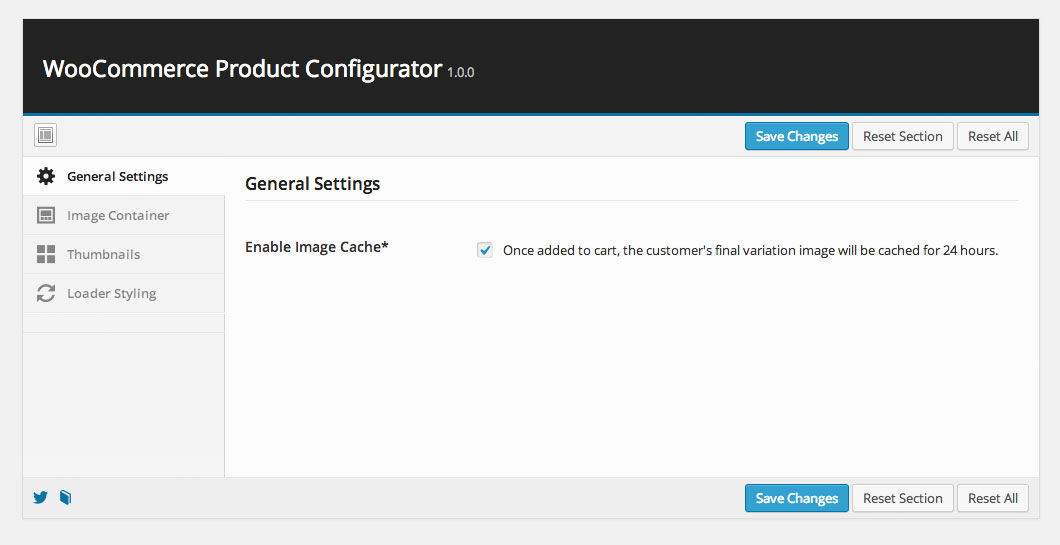 WooCommerce Product Configurator 1.0.0
Save Changes Reset Section Reset All
General Settings
Image Container
Thumbnails
Loader Styling
General Settings
Enable Image Cache*
Once added to cart, the customer's final variation image will be cached for 24 hours.
Save Changes Reset Section Reset All